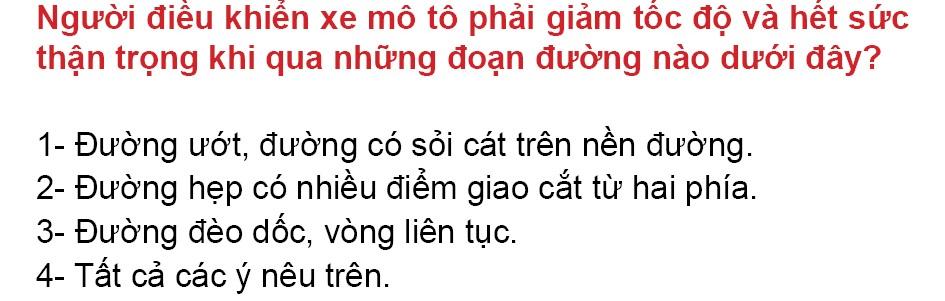 Người điều khiển xe mô tô phải giảm tốc độ và hết sức
thận trọng khi qua những đoạn đường nào dưới đây?
1- Đường ướt, đường có sỏi cát trên nền đường.
2- Đường hẹp có nhiều điểm giao cắt từ hai phía.
3- Đường đèo dốc, vòng liên tục.
4- Tất cả các ý nêu trên.